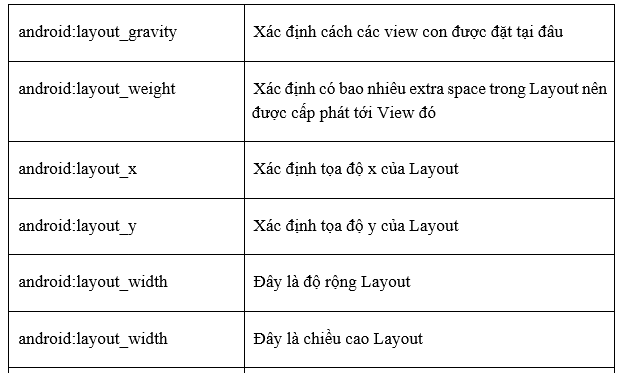 android:layout_gravity
Xác định cách các view con được đặt tại đâu
android:layout_weight
Xác định có bao nhiêu extra space trong Layout nên
được cấp phát tới View đó
android:layout_x
Xác định tọa độ x của Layout
android:layout_y
Xác định tọa độ y của Layout
android:layout_width
Đây là độ rộng Layout
android:layout_width
Đây là chiều cao Layout